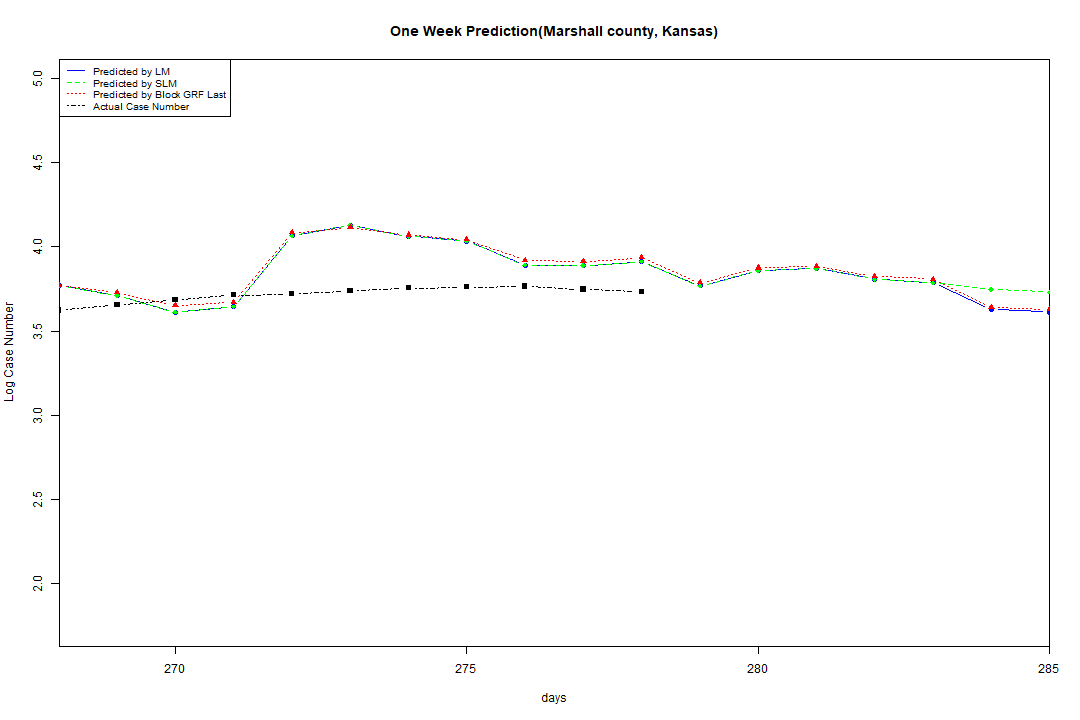 One Week Prediction(Marshall county, Kansas)
Predicted by LM
Predicted by SLM
Predicted by Block GRF Last
Actual Case Number
5.0
4.5
4.0
3.5
3.0
2.5
2.0
Log Case Number
270
275
280
285
days